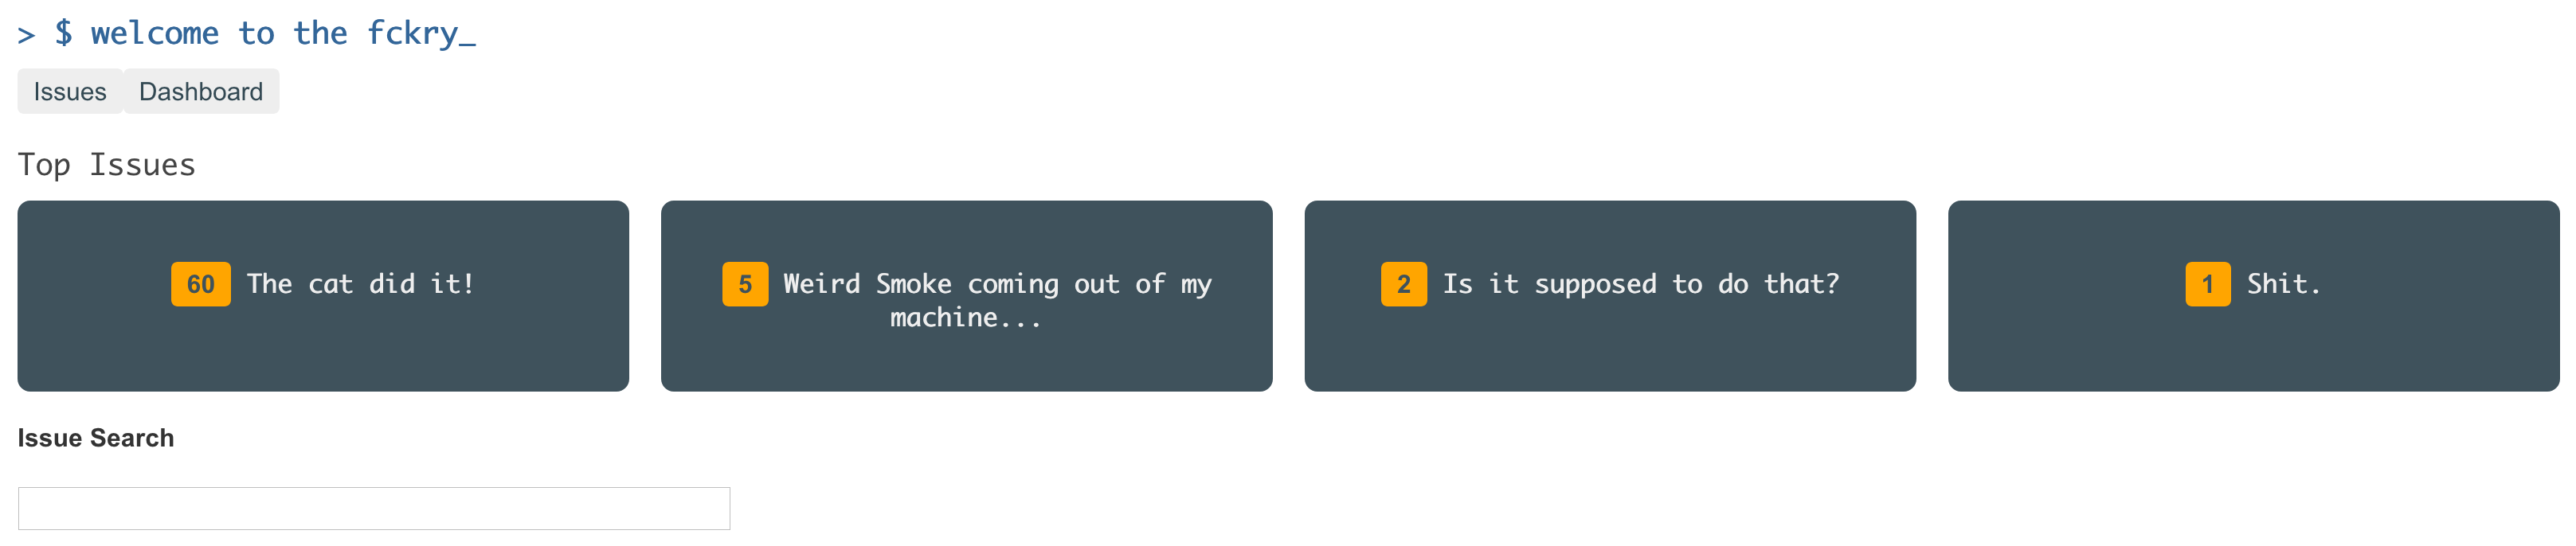 > $ welcome to the fckry_
Issues Dashboard
Top Issues
60 The cat did it!
5 Weird Smoke coming out of my
machine...
2 Is it supposed to do that?
1 Shit.
Issue Search